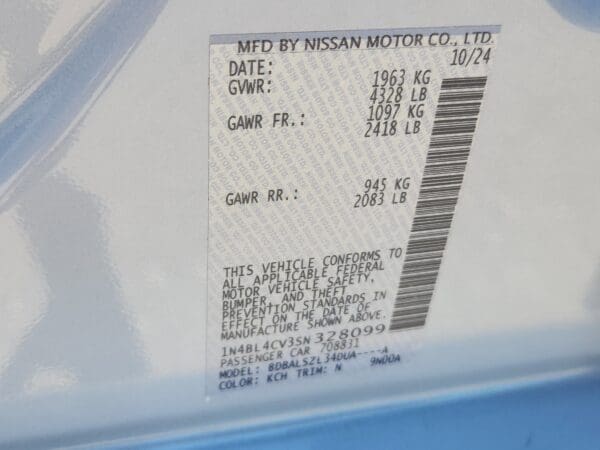 MFD BY NISSAN MOTOR CO., LTD.
DATE: 10/24
GVWR: 1963 KG
4328 LB
GAWR FR.: 1097 KG
2418 LB
GAWR RR.: 945 KG
2083 LB
THIS VEHICLE CONFORMS TO
ALL APPLICABLE FEDERAL
MOTOR VEHICLE SAFETY,
BUMPER, AND THEFT
PREVENTION STANDARDS IN
EFFECT ON THE DATE OF
MANUFACTURE SHOWN ABOVE.
1N4BL4CV3SN328099
PASSENGER CAR 708831
MODEL: BDBALSZL34DUA----A
COLOR: KCH TRIM: N 9N00A